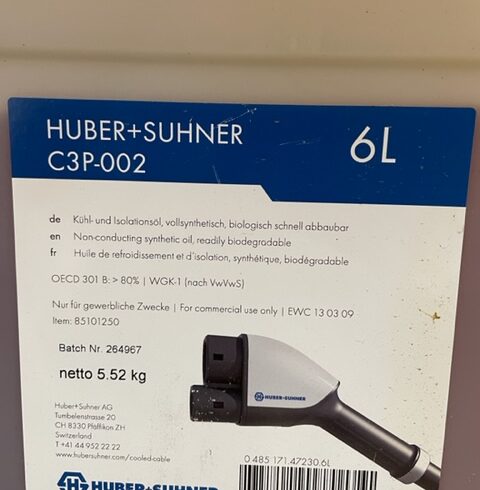 HUBER+SUHNER
C3P-002
6L
de Kühl- und Isolationsöl, vollsynthetisch, biologisch schnell abbaubar
en Non-conducting synthetic oil, readily biodegradable
fr Huile de refroidissement et d'isolation, synthétique, biodégradable
OECD 301 B: > 80% | WGK-1 (nach VwVwS)
Nur für gewerbliche Zwecke | For commercial use only | EWC 13 03 09
Item: 85101250
Batch Nr. 264967
netto 5.52 kg
HUBER+SUHNER
Huber+Suhner AG
Tumbelenstrasse 20
CH 8330 Pfäffikon ZH
Switzerland
T +41 44 952 22 22
www.hubersuhner.com/cooled-cable
0 485.171.47230.6L
HUBER+SUHNER